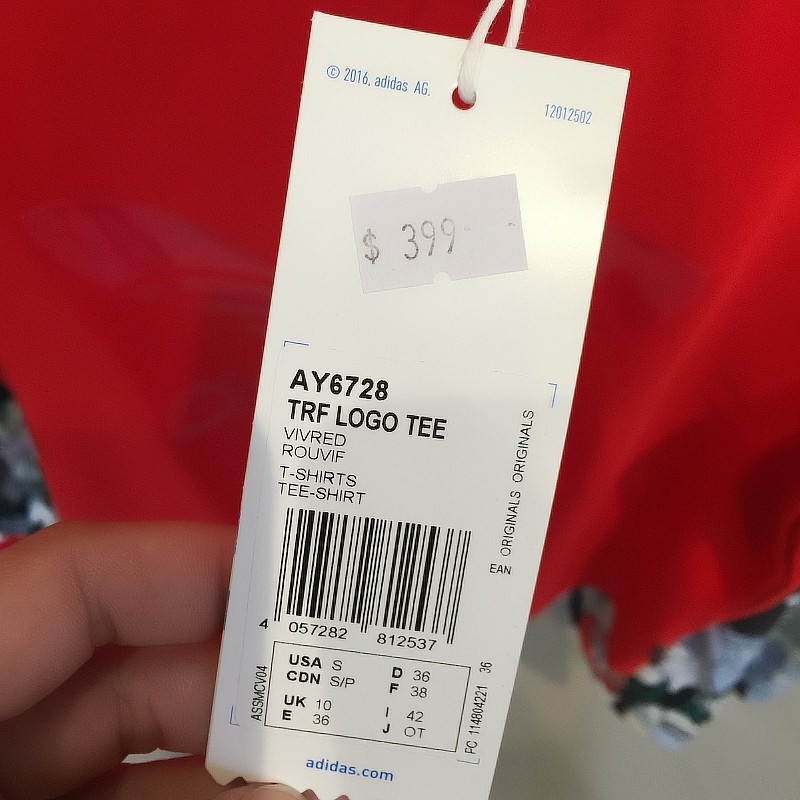 © 2016, adidas AG.
12012502
$ 399
AY6728
TRF LOGO TEE
VIVRED
ROUVIF
T-SHIRTS
TEE-SHIRT
ORIGINALS ORIGINALS
EAN
4 057282 812537
USA S D 36
CDN S/P F 38
UK 10 I 42
E 36 J OT
ASSMCV04
PC 114804221 36
adidas.com